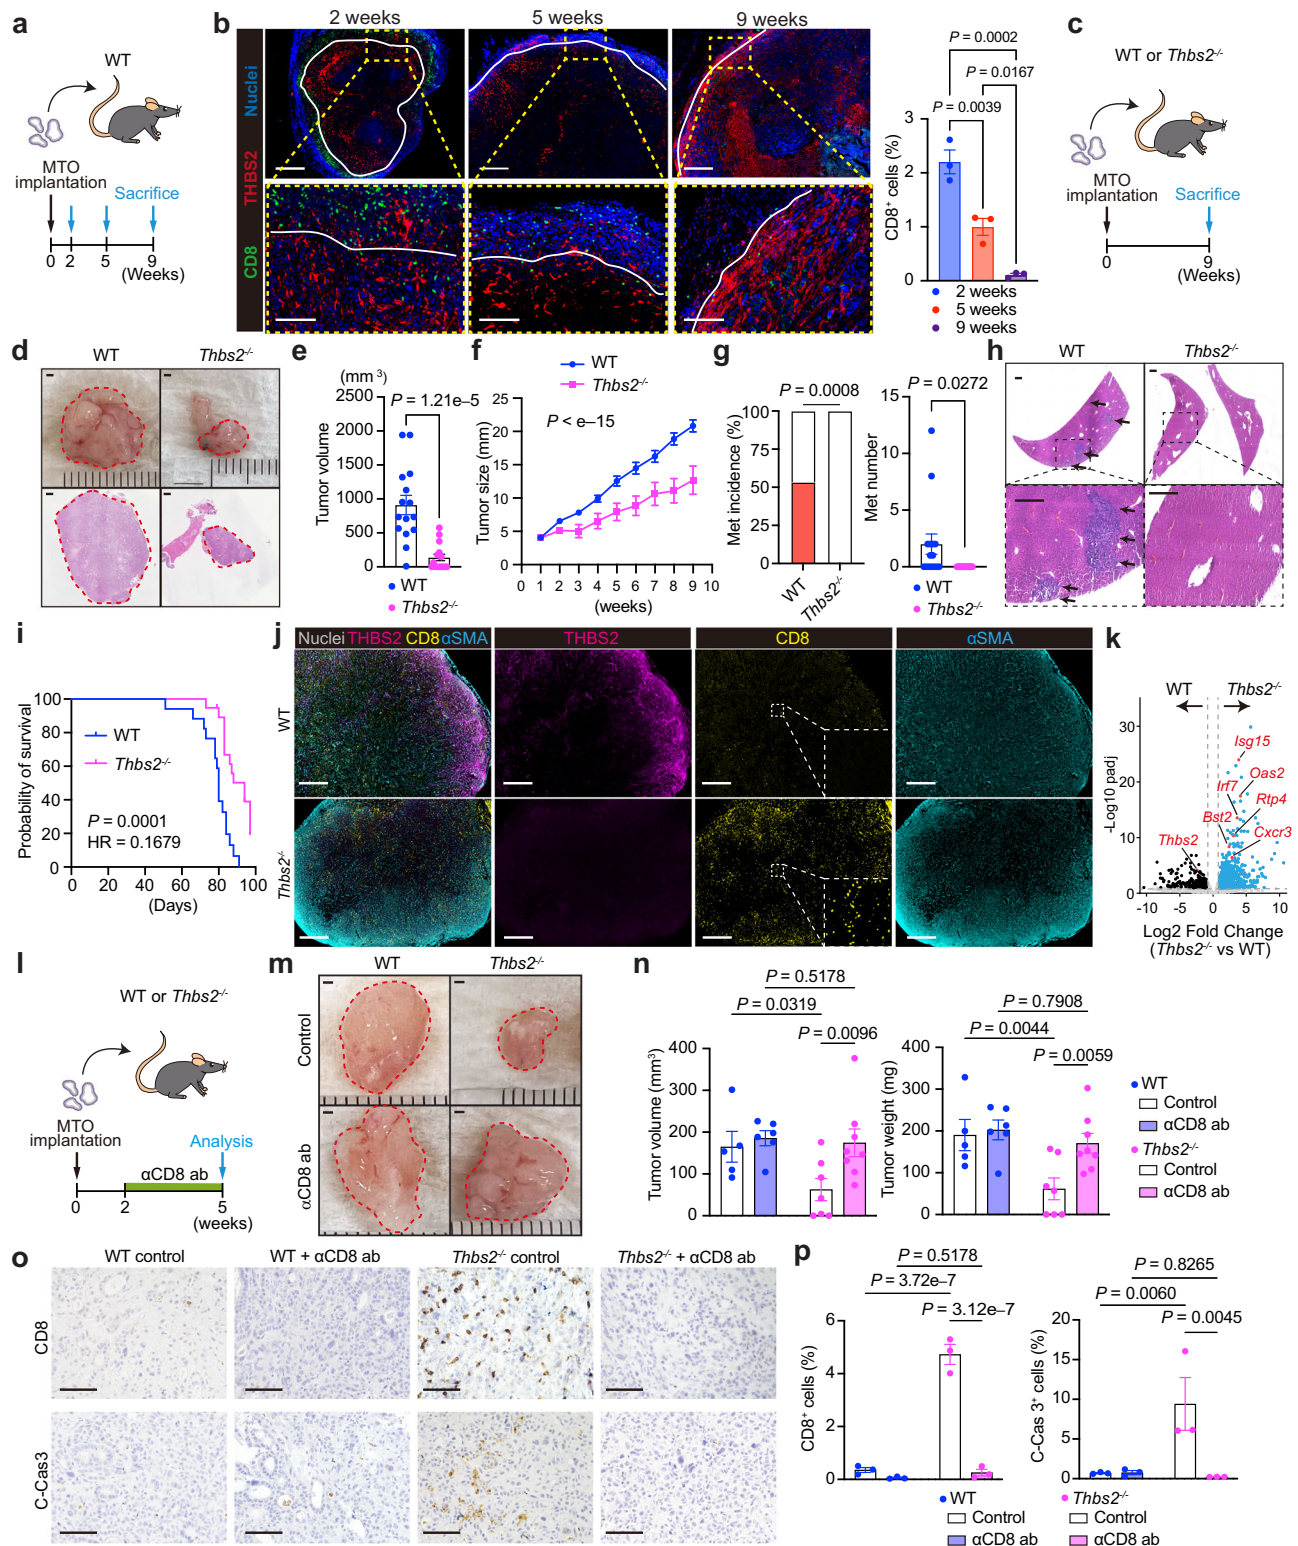 a
WT
MTO
implantation
Sacrifice
0 2 5 9
(Weeks)
b
2 weeks 5 weeks 9 weeks
CD8 THBS2 Nuclei
P = 0.0002
P = 0.0167
P = 0.0039
CD8+ cells (%)
3
2
1
0
2 weeks
5 weeks
9 weeks
c
WT or Thbs2-/-
MTO
implantation
Sacrifice
0 9
(Weeks)
d
WT Thbs2-/-
e
(mm3)
P = 1.21e–5
Tumor volume
2500
2000
1500
1000
500
0
WT
Thbs2-/-
f
WT
Thbs2-/-
P < e–15
Tumor size (mm)
25
20
15
10
5
0
0 1 2 3 4 5 6 7 8 9 10
(weeks)
g
P = 0.0008
Met incidence (%)
100
75
50
25
0
WT
Thbs2-/-
P = 0.0272
Met number
15
10
5
0
WT
Thbs2-/-
h
WT Thbs2-/-
i
Probability of survival
100
80
60
40
20
0
WT
Thbs2-/-
P = 0.0001
HR = 0.1679
0 20 40 60 80 100
(Days)
j
Nuclei THBS2 CD8 αSMA
THBS2
CD8
αSMA
WT
Thbs2-/-
k
WT Thbs2-/-
-Log10 padj
30
20
10
0
Isg15
Oas2
Irf7
Rtp4
Bst2
Cxcr3
Thbs2
-10 -5 0 5 10
Log2 Fold Change
(Thbs2-/- vs WT)
l
WT or Thbs2-/-
MTO
implantation
Analysis
αCD8 ab
0 2 5
(weeks)
m
WT Thbs2-/-
Control
αCD8 ab
n
P = 0.5178
P = 0.0319
P = 0.0096
Tumor volume (mm3)
400
300
200
100
0
P = 0.7908
P = 0.0044
P = 0.0059
Tumor weight (mg)
400
300
200
100
0
WT
Control
αCD8 ab
Thbs2-/-
Control
αCD8 ab
o
WT control WT + αCD8 ab Thbs2-/- control Thbs2-/- + αCD8 ab
CD8
C-Cas3
p
P = 0.5178
P = 3.72e–7
P = 3.12e–7
CD8+ cells (%)
6
4
2
0
P = 0.8265
P = 0.0060
P = 0.0045
C-Cas 3+ cells (%)
20
15
10
5
0
WT
Control
αCD8 ab
Thbs2-/-
Control
αCD8 ab